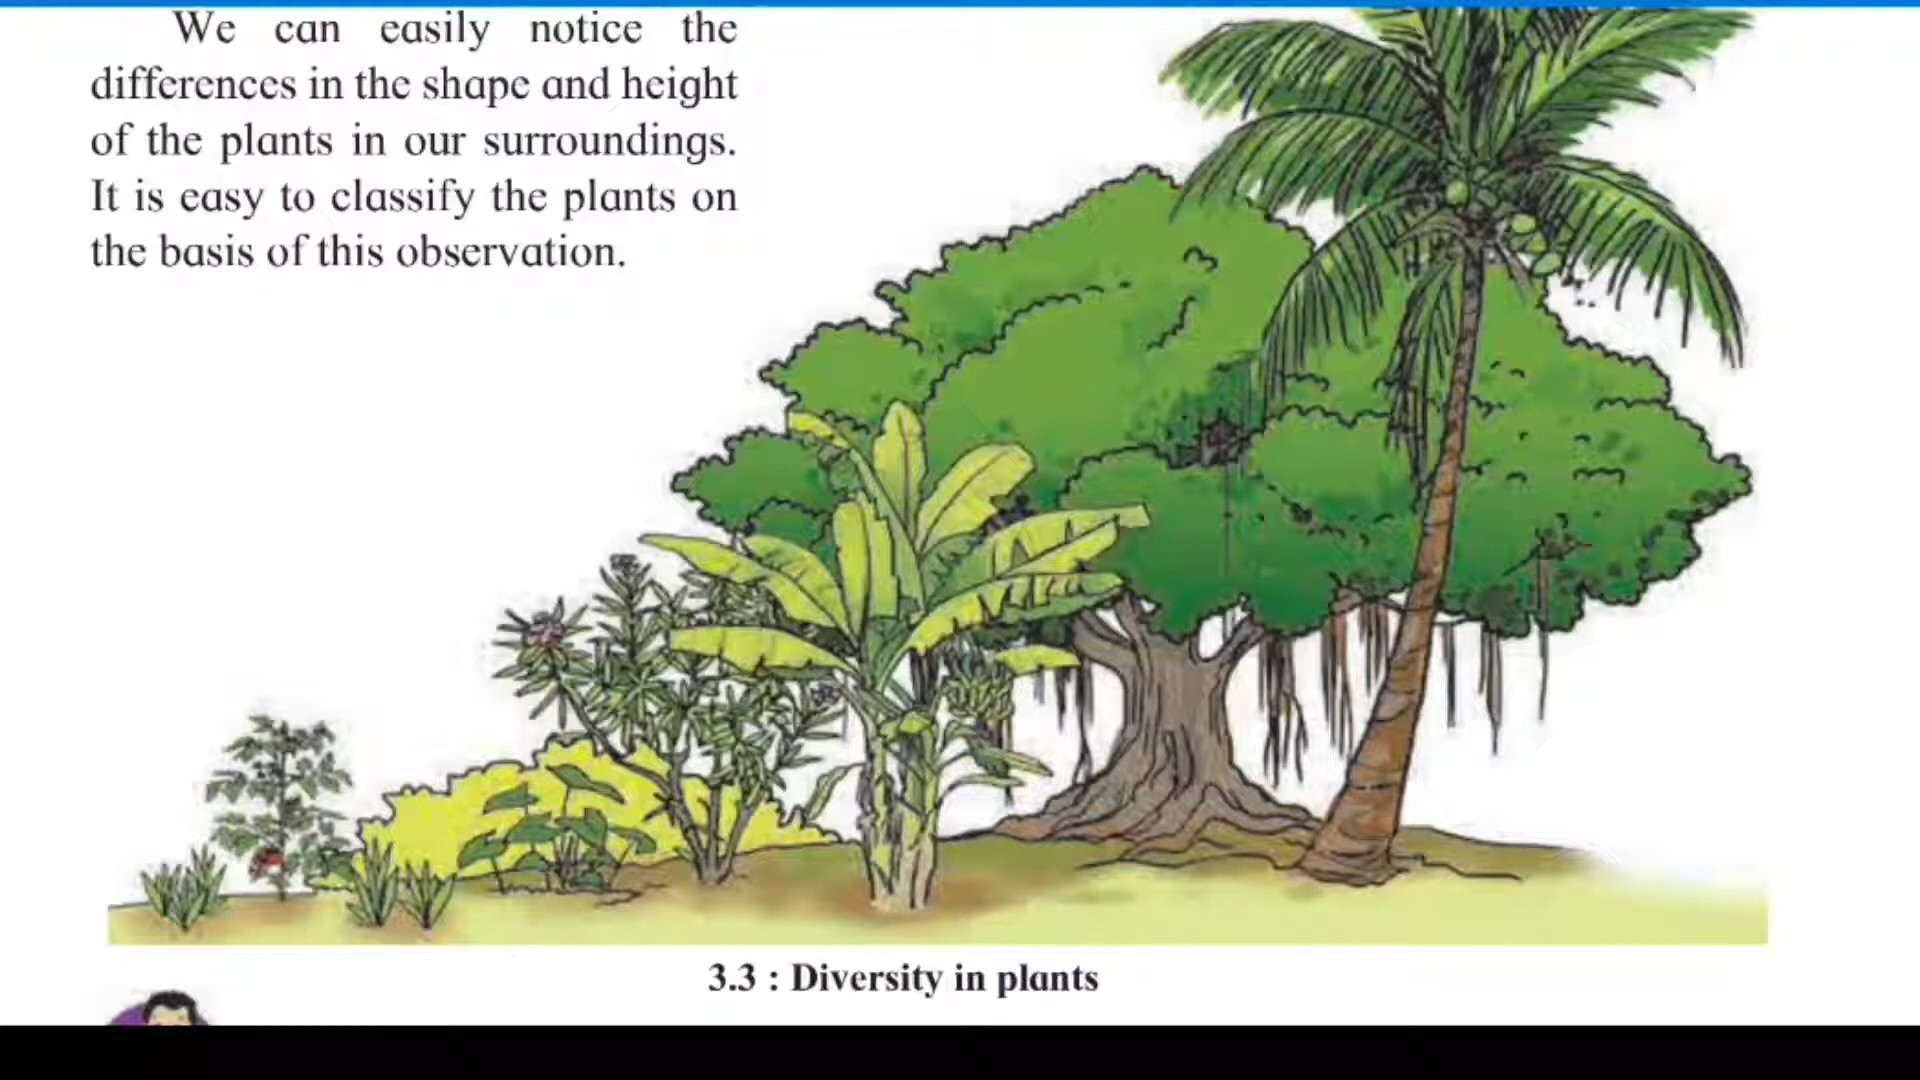 We can easily notice the
differences in the shape and height
of the plants in our surroundings.
It is easy to classify the plants on
the basis of this observation.
3.3 : Diversity in plants